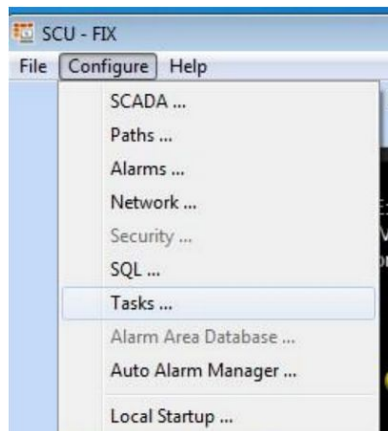 SCU - FIX
File Configure Help
SCADA ...
Paths ...
Alarms ...
Network ...
Security ...
SQL ...
Tasks ...
Alarm Area Database ...
Auto Alarm Manager ...
Local Startup ...